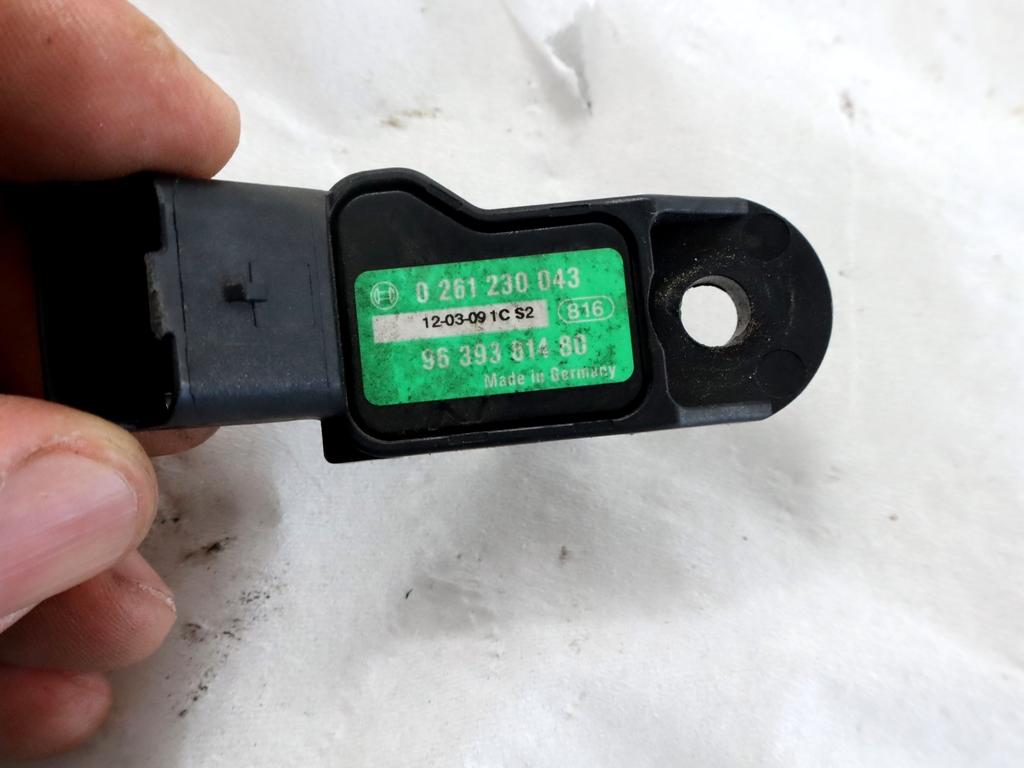 0 261 230 043
12-03-09 1C S2 816
96 393 814 80
Made in Germany